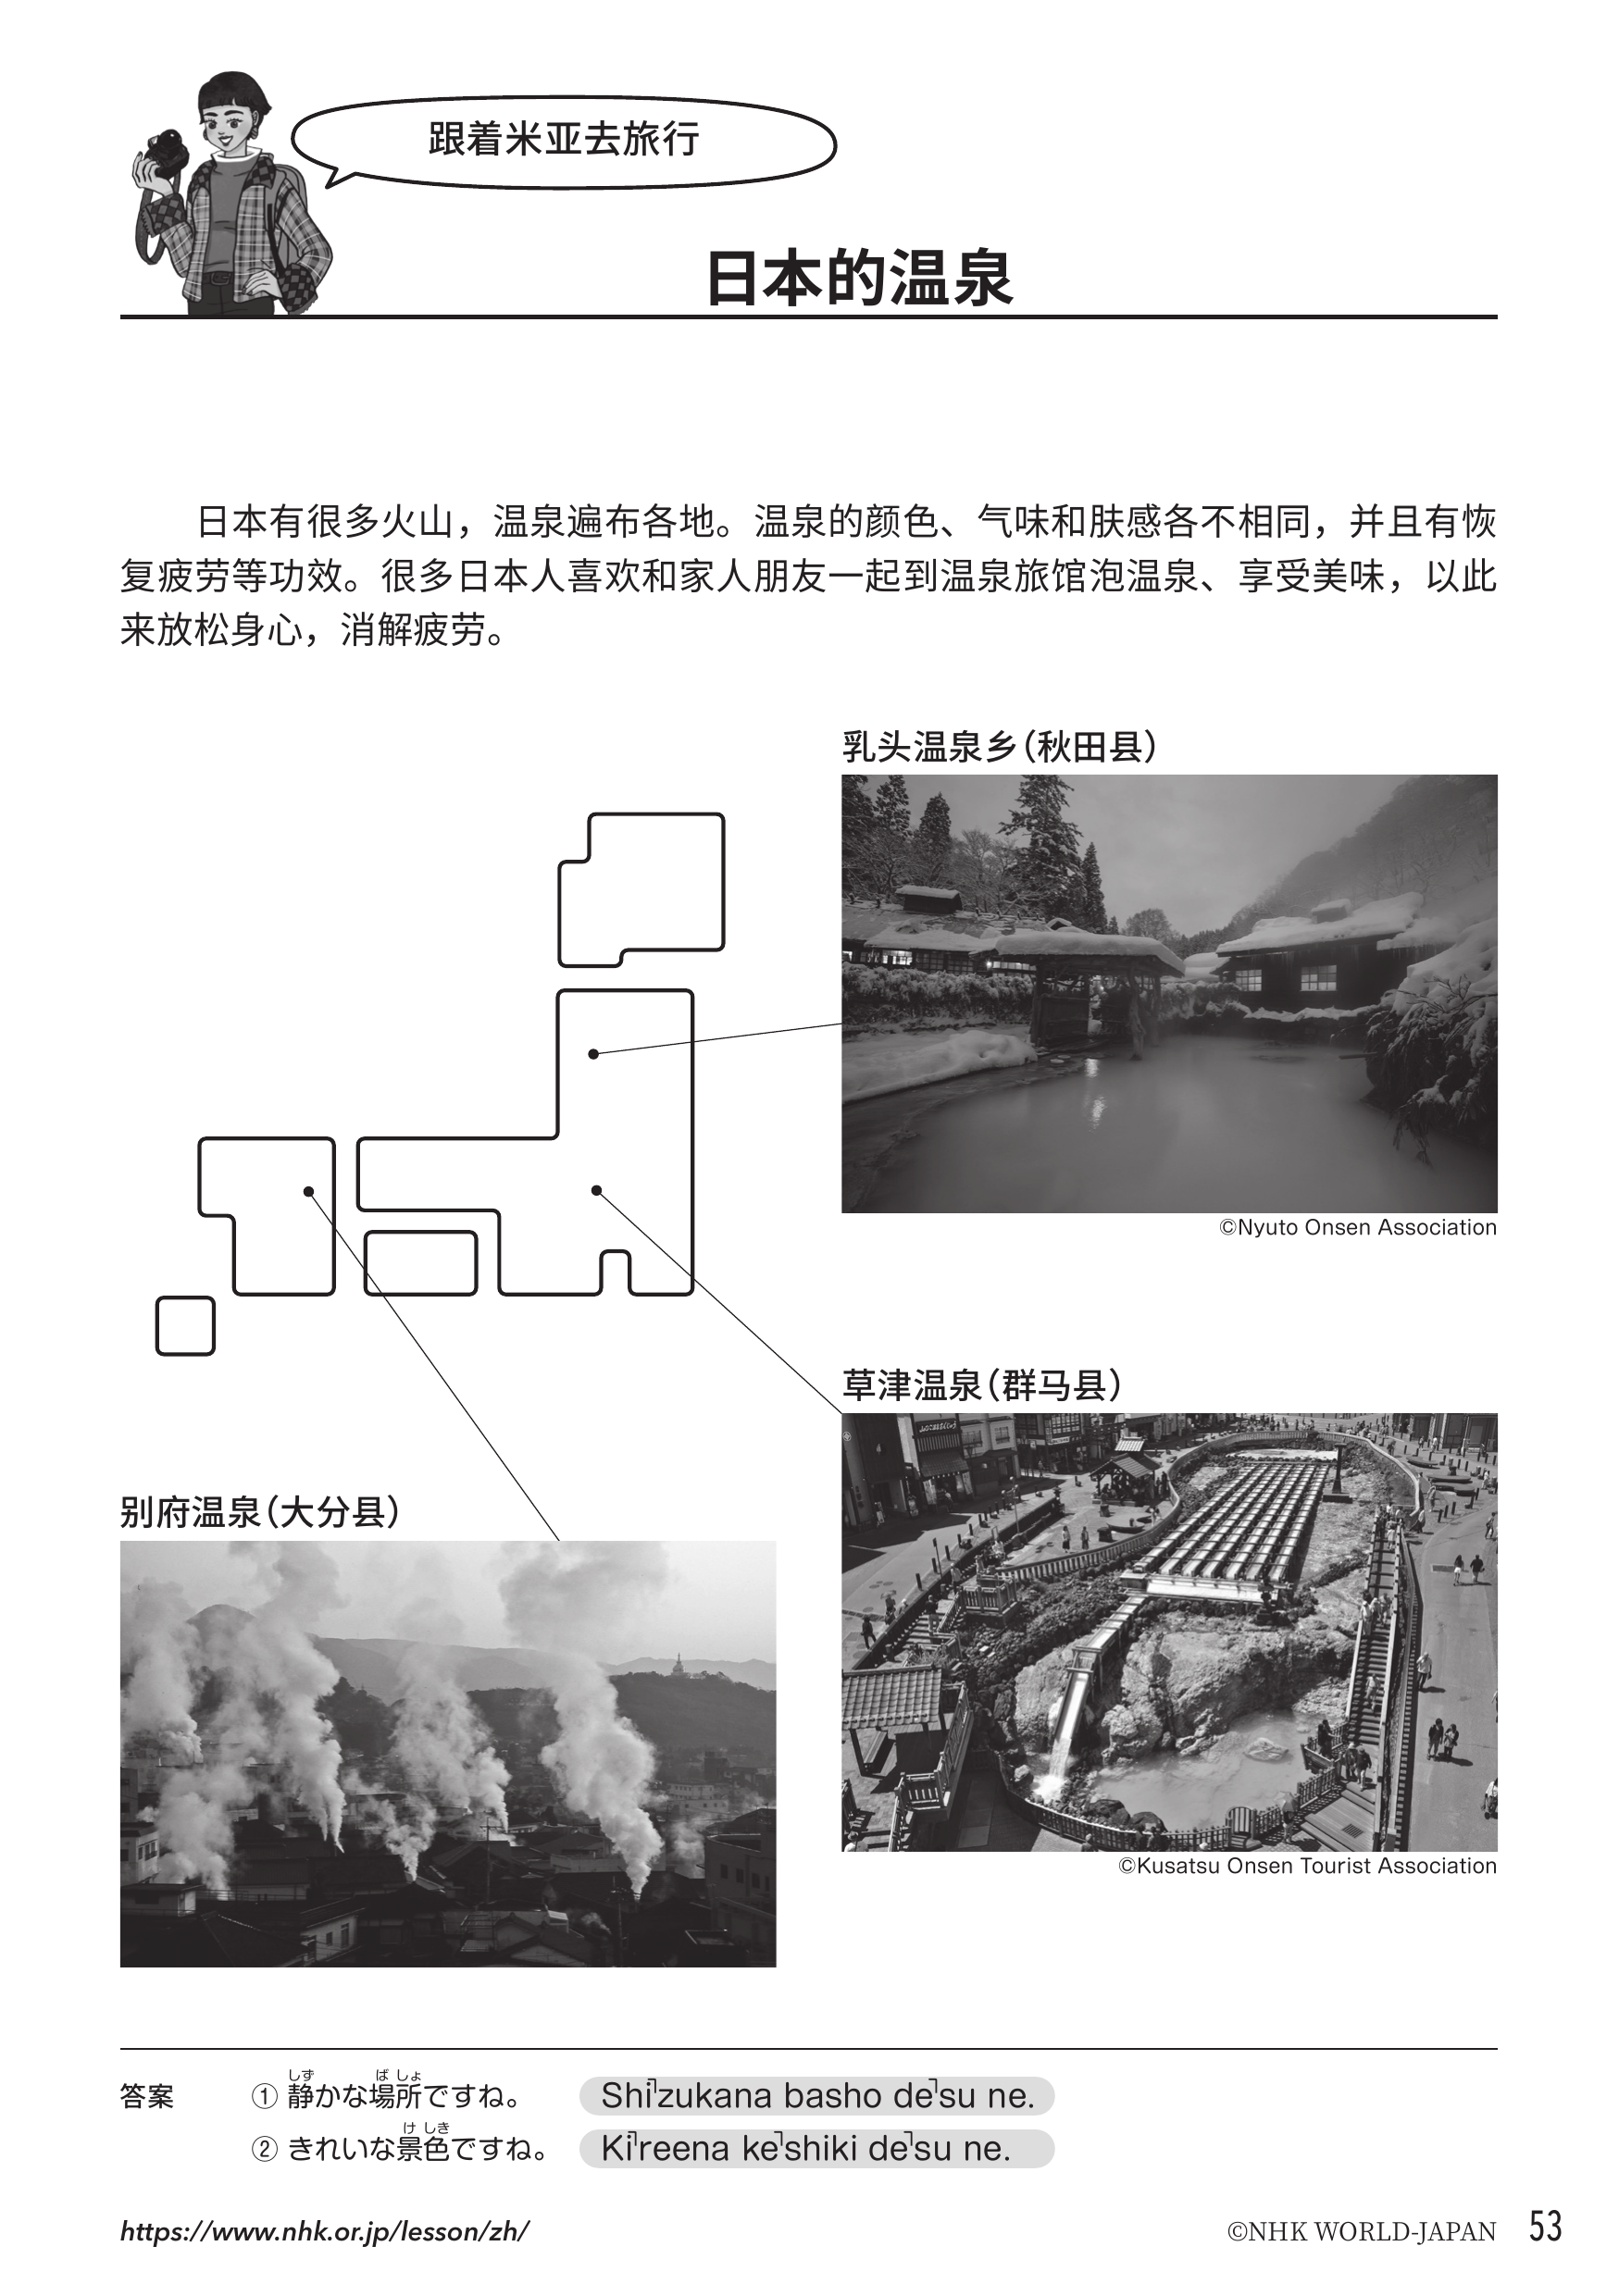 跟着米亚去旅行
日本的温泉
日本有很多火山，温泉遍布各地。温泉的颜色、气味和肤感各不相同，并且有恢
复疲劳等功效。很多日本人喜欢和家人朋友一起到温泉旅馆泡温泉、享受美味，以此
来放松身心，消解疲劳。
乳头温泉乡（秋田县）
©Nyuto Onsen Association
草津温泉（群马县）
©Kusatsu Onsen Tourist Association
别府温泉（大分县）
答案
しず ば しょ
① 静かな場所ですね。 Shi˥zukana basho de˥su ne.
け しき
② きれいな景色ですね。 Ki˥reena ke˥shiki de˥su ne.
https://www.nhk.or.jp/lesson/zh/
©NHK WORLD-JAPAN 53